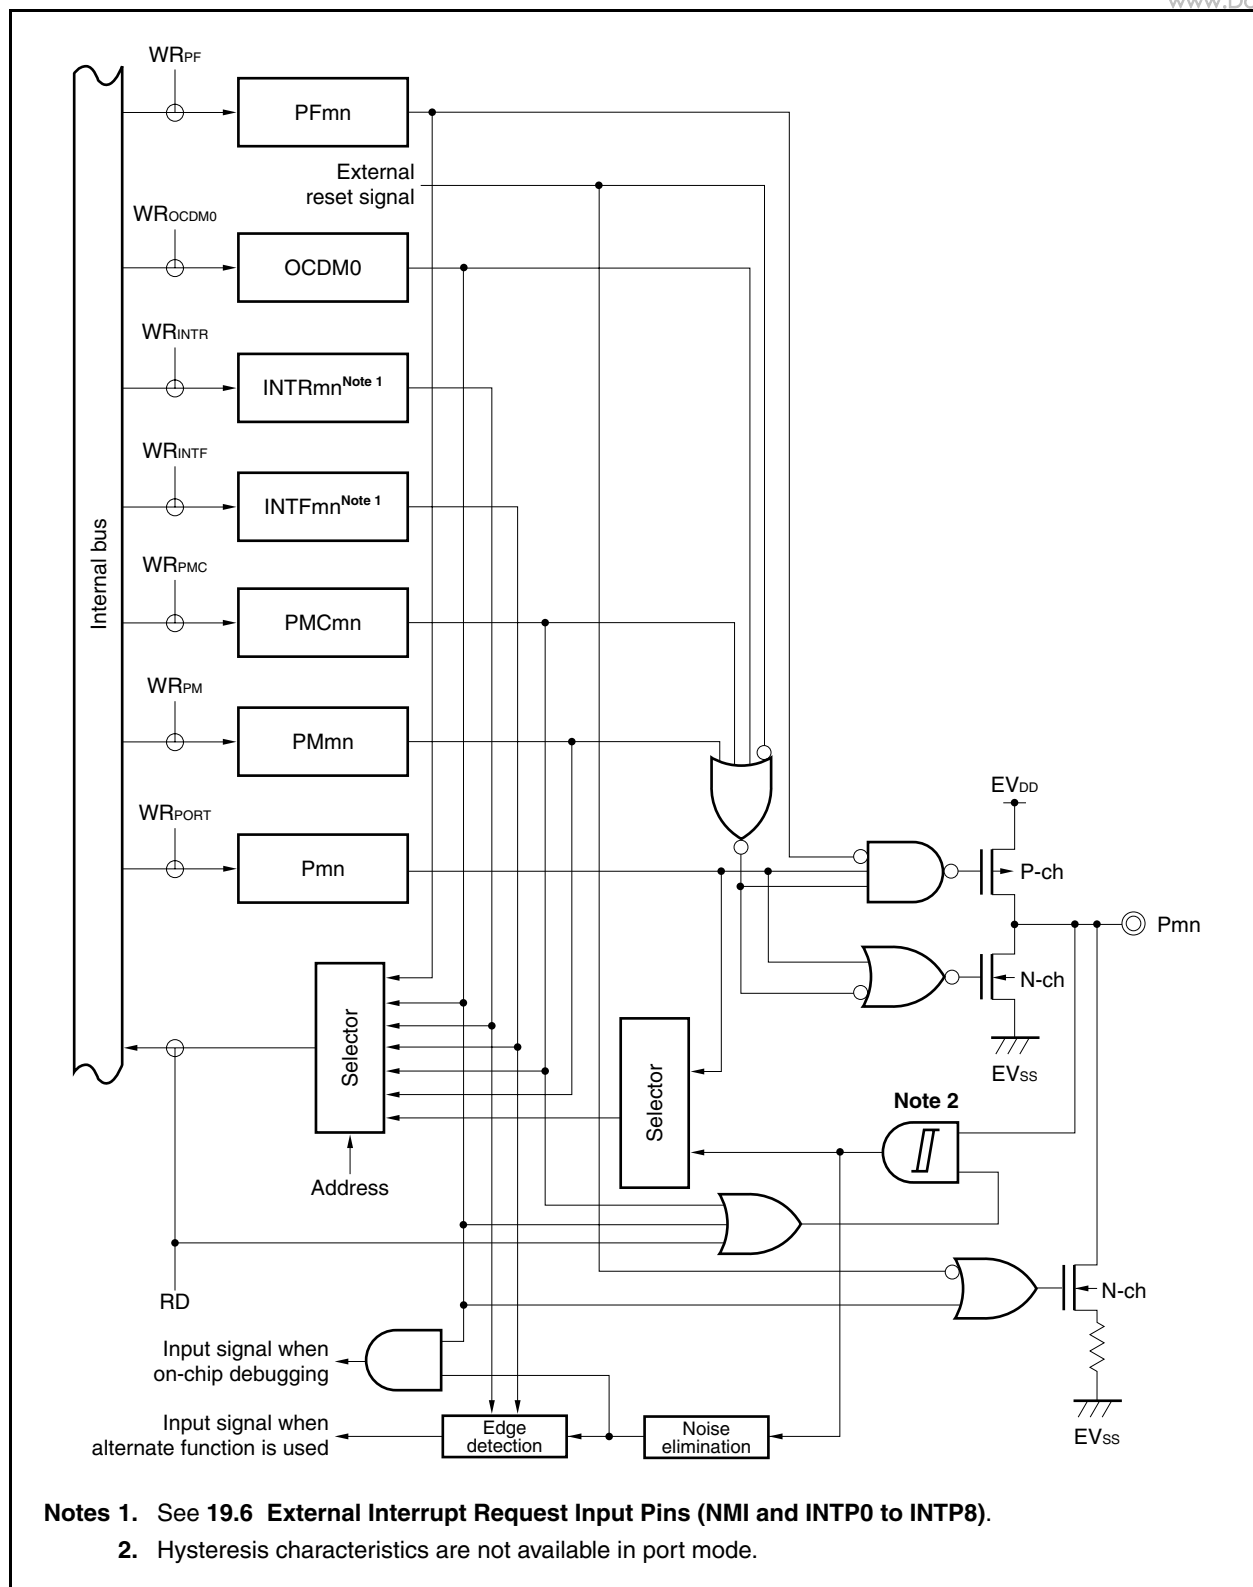 WRPF
PFmn
External
reset signal
WROCDM0
OCDM0
WRINTR
INTRmnNote 1
WRINTF
INTFmnNote 1
Internal bus
WRPMC
PMCmn
WRPM
PMmn
WRPORT
Pmn
EVDD
P-ch
Pmn
N-ch
EVSS
Selector
Selector
Note 2
Address
RD
N-ch
Input signal when
on-chip debugging
Input signal when
alternate function is used
Edge
detection
Noise
elimination
EVSS
Notes 1. See 19.6 External Interrupt Request Input Pins (NMI and INTP0 to INTP8).
2. Hysteresis characteristics are not available in port mode.